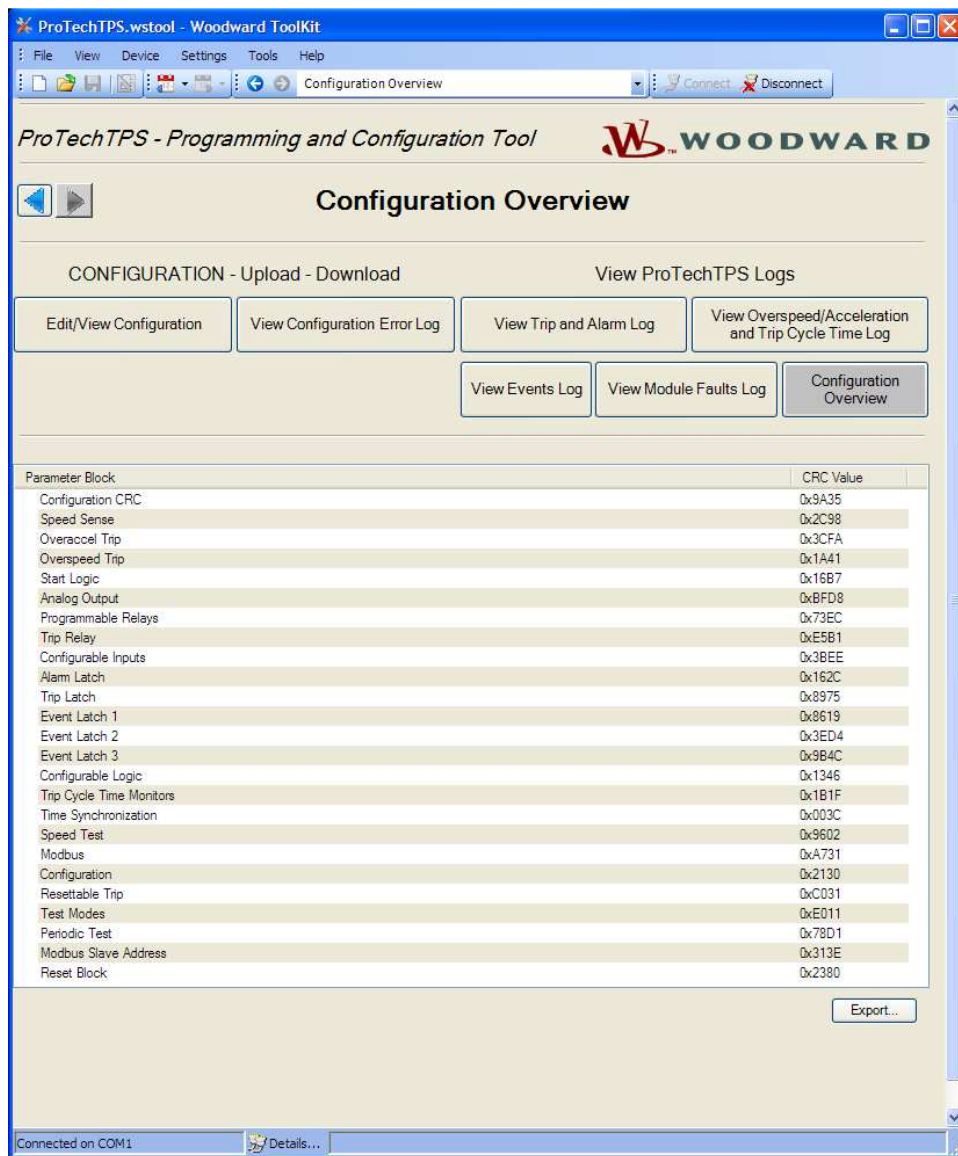 ProTechTPS.wstool - Woodward ToolKit
File View Device Settings Tools Help
Configuration Overview Connect Disconnect
ProTechTPS - Programming and Configuration Tool
W™ WOODWARD
Configuration Overview
CONFIGURATION - Upload - Download
View ProTechTPS Logs
Edit/View Configuration
View Configuration Error Log
View Trip and Alarm Log
View Overspeed/Acceleration
and Trip Cycle Time Log
View Events Log
View Module Faults Log
Configuration
Overview
Parameter Block CRC Value
Configuration CRC 0x9A35
Speed Sense 0x2C98
Overaccel Trip 0x3CFA
Overspeed Trip 0x1A41
Start Logic 0x16B7
Analog Output 0xBFD8
Programmable Relays 0x73EC
Trip Relay 0xE5B1
Configurable Inputs 0x3BEE
Alarm Latch 0x162C
Trip Latch 0x8975
Event Latch 1 0x8619
Event Latch 2 0x3ED4
Event Latch 3 0x9B4C
Configurable Logic 0x1346
Trip Cycle Time Monitors 0x1B1F
Time Synchronization 0x003C
Speed Test 0x9602
Modbus 0xA731
Configuration 0x2130
Resettable Trip 0xC031
Test Modes 0xE011
Periodic Test 0x78D1
Modbus Slave Address 0x313E
Reset Block 0x2380
Export...
Connected on COM1 Details...